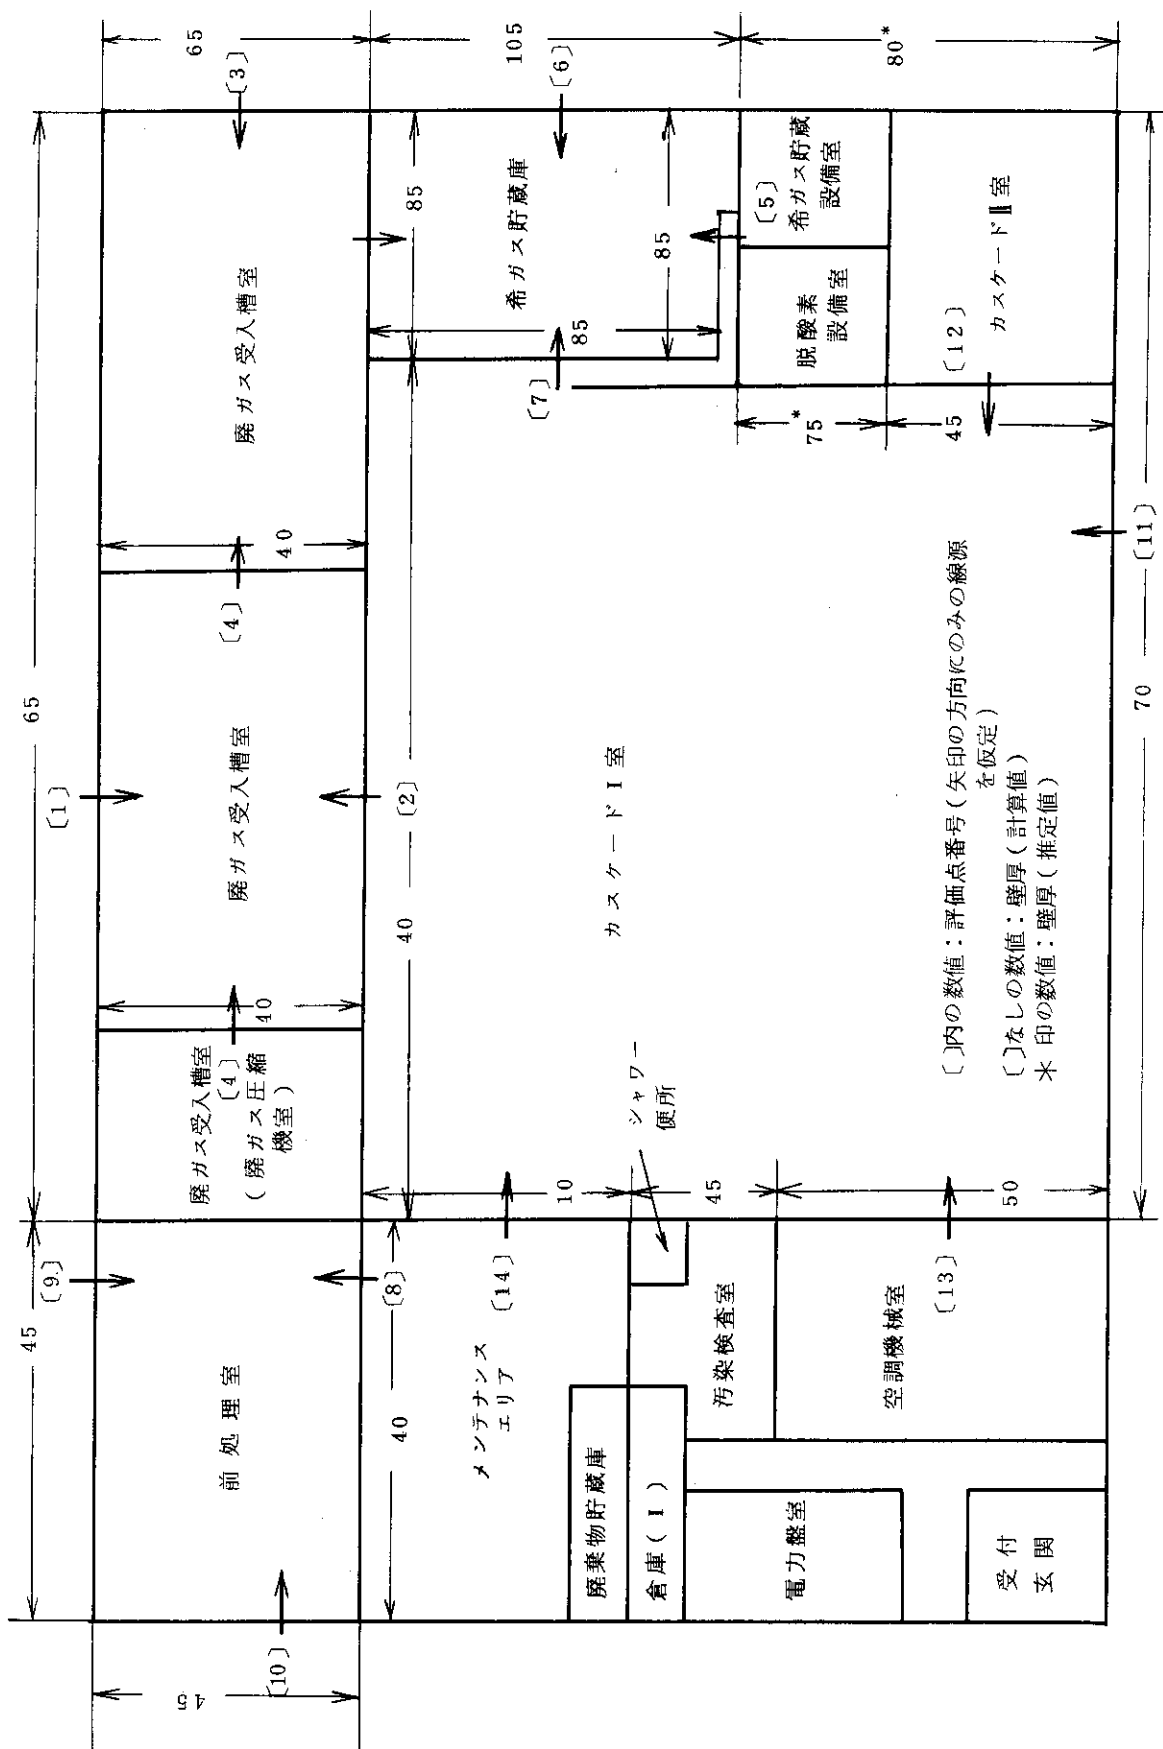 65
45
65
105
80*
[1]
[9]
[3]
[4]
[4]
40
40
45
[10]
前処理室
廃ガス受入槽室
(廃ガス圧縮
機室)
廃ガス受入槽室
廃ガス受入槽室
[8]
[2]
40
40
85
[6]
希ガス貯蔵庫
85
85
[7]
メンテナンス
エリア
[14]
10
45
50
シャワー
便所
カスケードⅠ室
[5]
希ガス貯蔵
設備室
脱酸素
設備室
75*
45
[12]
カスケードⅡ室
廃棄物貯蔵庫
倉庫(Ⅰ)
汚染検査室
電力盤室
空調機械室
[13]
受付
玄関
〔 〕内の数値:評価点番号(矢印の方向にのみの線源
を仮定)
〔 〕なしの数値:壁厚(計算値)
米印の数値:壁厚(推定値)
[11]
70